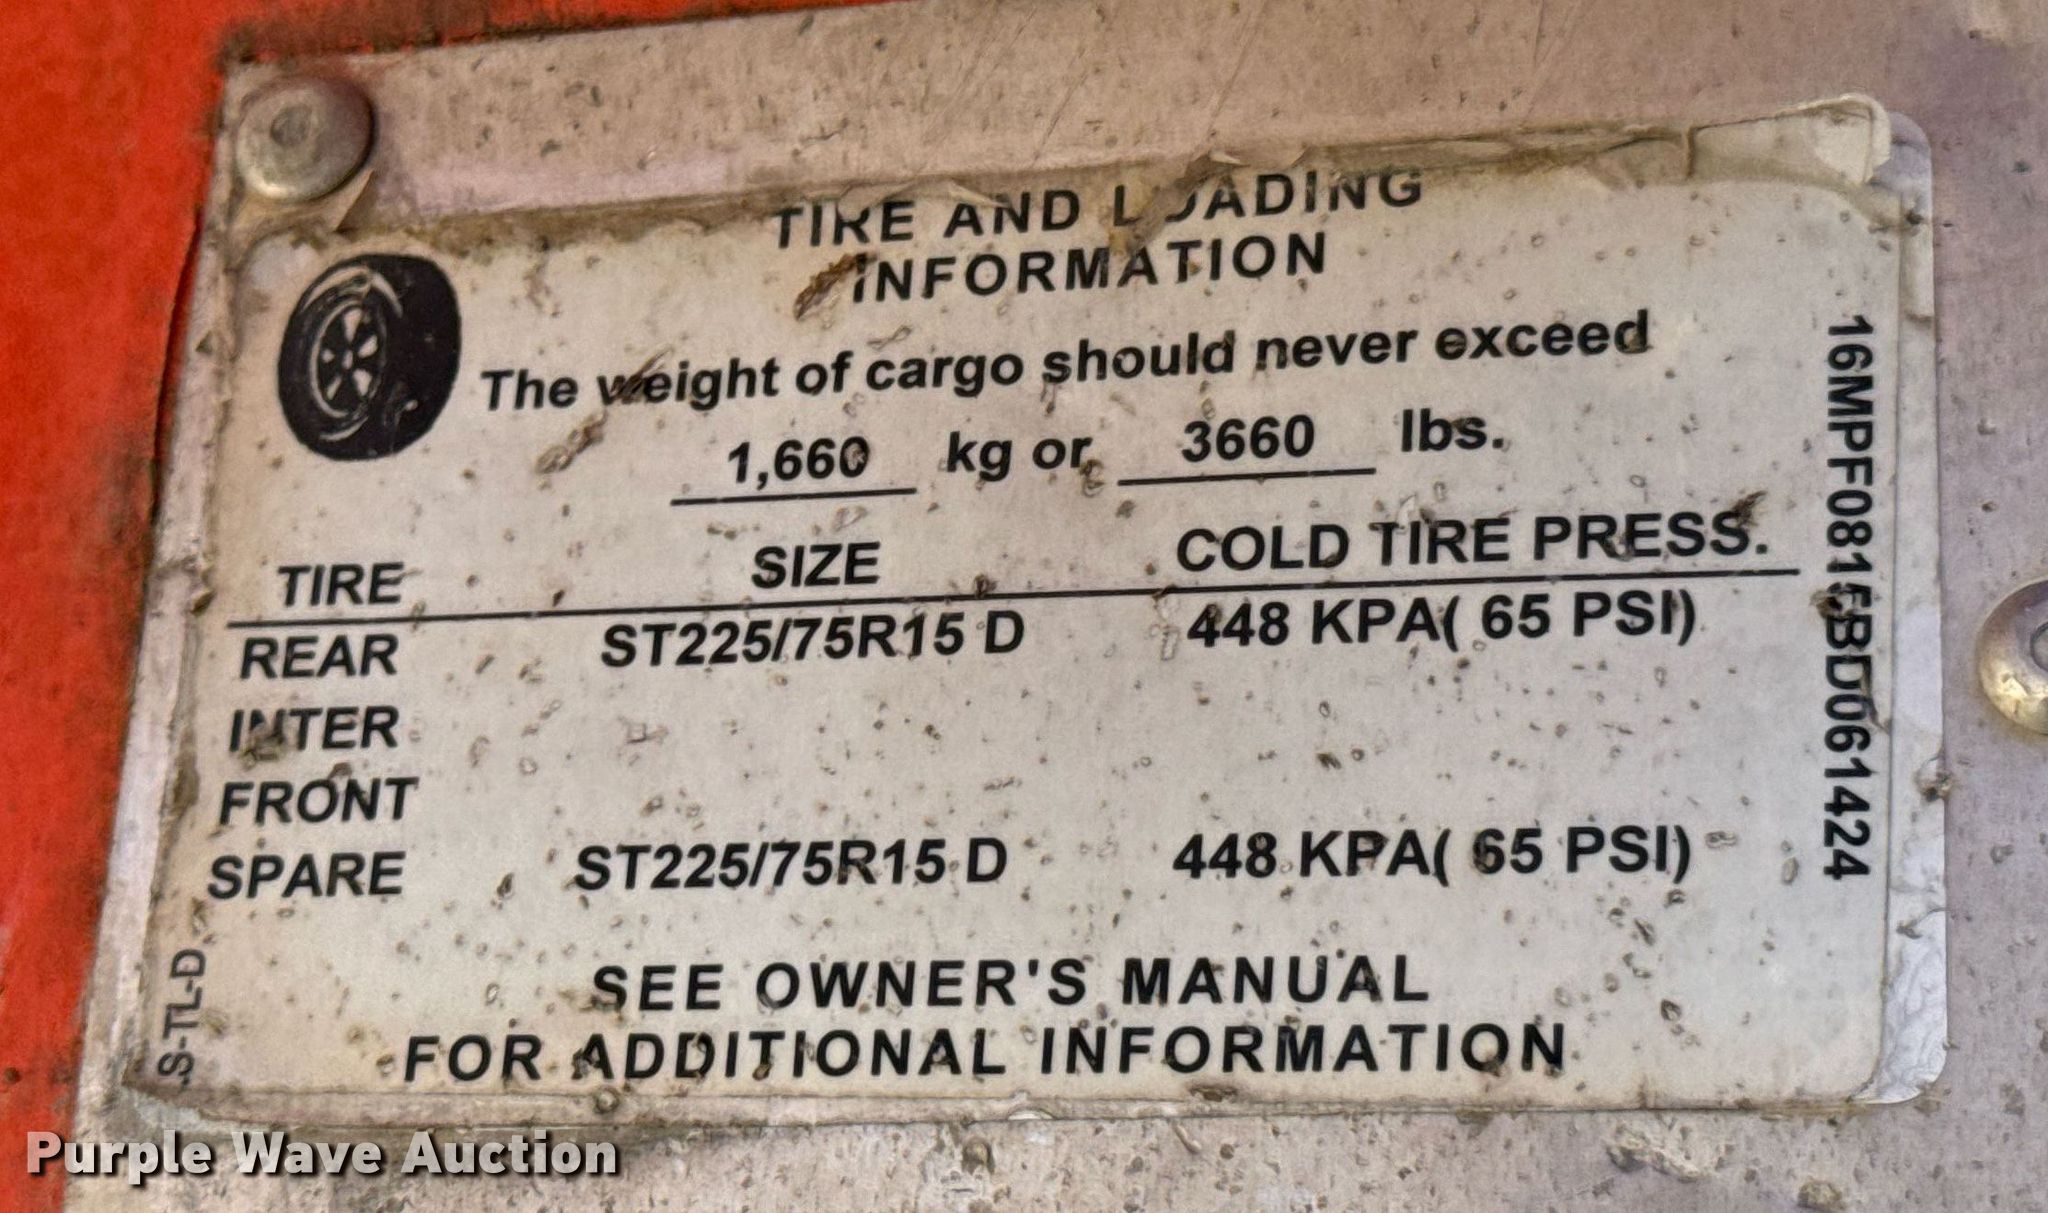 TIRE AND LOADING
INFORMATION
The weight of cargo should never exceed
1,660 kg or 3660 lbs.
TIRE SIZE COLD TIRE PRESS.
REAR ST225/75R15 D 448 KPA( 65 PSI)
INTER
FRONT
SPARE ST225/75R15 D 448 KPA( 65 PSI)
SEE OWNER'S MANUAL
FOR ADDITIONAL INFORMATION
S-TL-D
16MPF0815BD061424
Purple Wave Auction